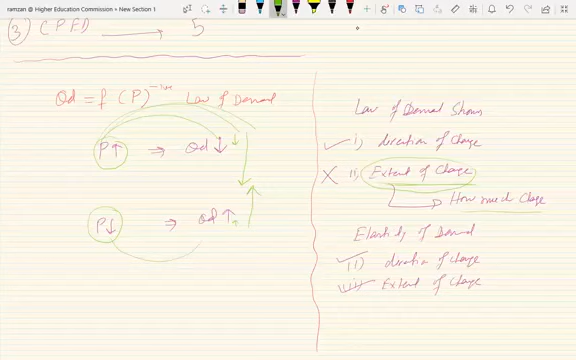 ramzan @ Higher Education Commission > New Section 1
③ CPED → 5
Qd = f (P)⁻ᵛᵉ Law of Demand
P↑ ⇒ Qd ↓
P↓ ⇒ Qd ↑
Law of Demand Shows
✓ i) direction of Change
X ii) Extent of Change
→ How much Change
Elasticity of Demand
✓ (i) direction of Change
✓ (ii) Extent of Change